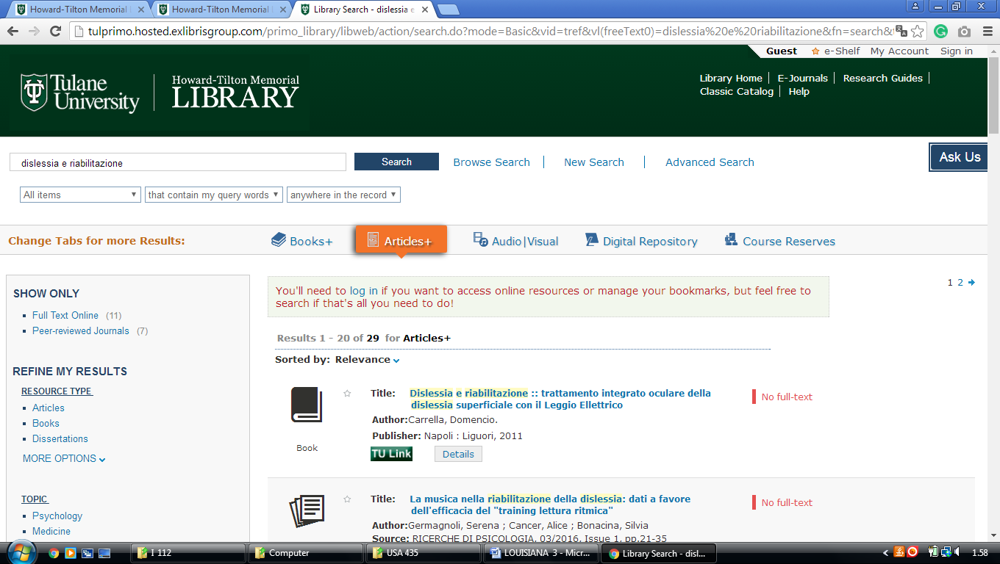 Howard-Tilton Memorial
Howard-Tilton Memorial
Library Search - dislessia e
tulprimo.hosted.exlibrisgroup.com/primo_library/libweb/action/search.do?mode=Basic&vid=tref&vl(freeText0)=dislessia%20e%20riabilitazione&fn=search&
Guest e-Shelf My Account Sign in
Tulane University
Howard-Tilton Memorial
LIBRARY
Library Home E-Journals Research Guides
Classic Catalog Help
dislessia e riabilitazione Search Browse Search New Search Advanced Search Ask Us
All items that contain my query words anywhere in the record
Change Tabs for more Results: Books+ Articles+ Audio|Visual Digital Repository Course Reserves
SHOW ONLY
Full Text Online (11)
Peer-reviewed Journals (7)
REFINE MY RESULTS
RESOURCE TYPE
Articles
Books
Dissertations
MORE OPTIONS
TOPIC
Psychology
Medicine
You'll need to log in if you want to access online resources or manage your bookmarks, but feel free to
search if that's all you need to do!
1 2
Results 1 - 20 of 29 for Articles+
Sorted by: Relevance
Book
Title: Dislessia e riabilitazione :: trattamento integrato oculare della
dislessia superficiale con il Leggio Ellettrico
Author:Carrella, Domencio.
Publisher: Napoli : Liguori, 2011
TU Link Details
No full-text
Title: La musica nella riabilitazione della dislessia: dati a favore
dell'efficacia del "training lettura ritmica"
Author:Germagnoli, Serena ; Cancer, Alice ; Bonacina, Silvia
Source: RICERCHE DI PSICOLOGIA, 03/2016, Issue 1, pp.21-35
No full-text
I 112 Computer USA 435 LOUISIANA 3 - Micr... Library Search - disl... 1.58